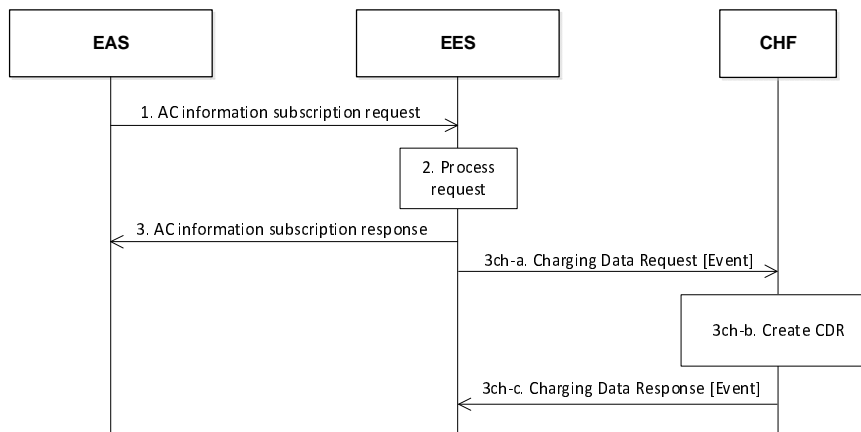 EAS
EES
CHF
1. AC information subscription request
2. Process
request
3. AC information subscription response
3ch-a. Charging Data Request [Event]
3ch-b. Create CDR
3ch-c. Charging Data Response [Event]